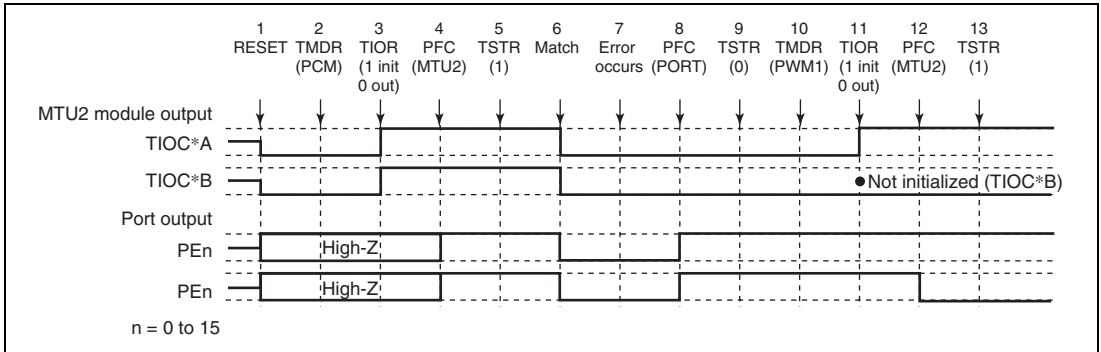 1 2 3 4 5 6 7 8 9 10 11 12 13
RESET TMDR TIOR PFC TSTR Match Error PFC TSTR TMDR TIOR PFC TSTR
(PCM) (1 init (MTU2) (1) occurs (PORT) (0) (PWM1) (1 init (MTU2) (1)
0 out) 0 out)
MTU2 module output
TIOC*A
TIOC*B
Not initialized (TIOC*B)
Port output
PEn
High-Z
PEn
High-Z
n = 0 to 15